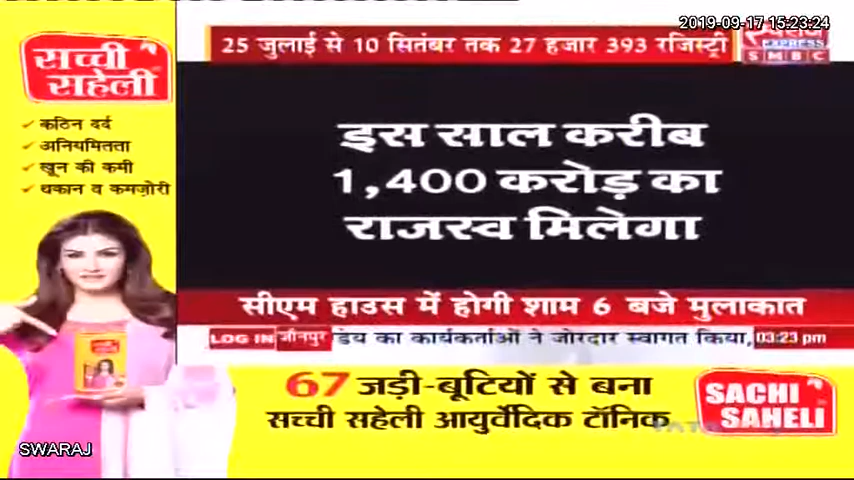 2019-09-17 15:23:24
25 जुलाई से 10 सितंबर तक 27 हजार 393 रजिस्ट्री
EXPRESS
SMBC
सच्ची
सहेली
✓ कठिन दर्द
✓ अनियमितता
✓ खून की कमी
✓ थकान व कमज़ोरी
इस साल करीब
1,400 करोड़ का
राजस्व मिलेगा
सीएम हाउस में होगी शाम 6 बजे मुलाकात
LOG IN जौनपुर डेय का कार्यकर्ताओं ने जोरदार स्वागत किया, 03:23 pm
67 जड़ी-बूटियों से बना
सच्ची सहेली आयुर्वेदिक टॉनिक
SACHI
SAHELI
SWARAJ